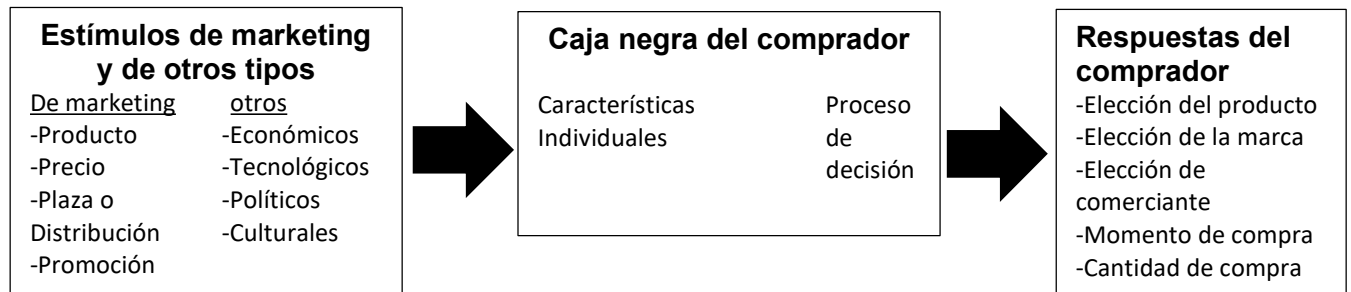 Estímulos de marketing
y de otros tipos
De marketing
-Producto
-Precio
-Plaza o
Distribución
-Promoción
otros
-Económicos
-Tecnológicos
-Políticos
-Culturales
Caja negra del comprador
Características
Individuales
Proceso
de
decisión
Respuestas del
comprador
-Elección del producto
-Elección de la marca
-Elección de
comerciante
-Momento de compra
-Cantidad de compra